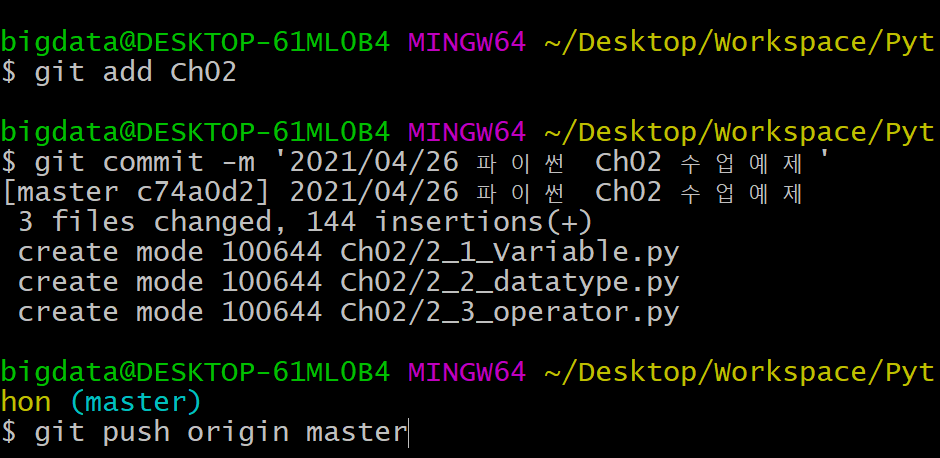 bigdata@DESKTOP-61ML0B4 MINGW64 ~/Desktop/Workspace/Pyt
$ git add Ch02
bigdata@DESKTOP-61ML0B4 MINGW64 ~/Desktop/Workspace/Pyt
$ git commit -m '2021/04/26 파이썬 Ch02 수업예제'
[master c74a0d2] 2021/04/26 파이썬 Ch02 수업예제
3 files changed, 144 insertions(+)
create mode 100644 Ch02/2_1_Variable.py
create mode 100644 Ch02/2_2_datatype.py
create mode 100644 Ch02/2_3_operator.py
bigdata@DESKTOP-61ML0B4 MINGW64 ~/Desktop/Workspace/Pyt
hon (master)
$ git push origin master